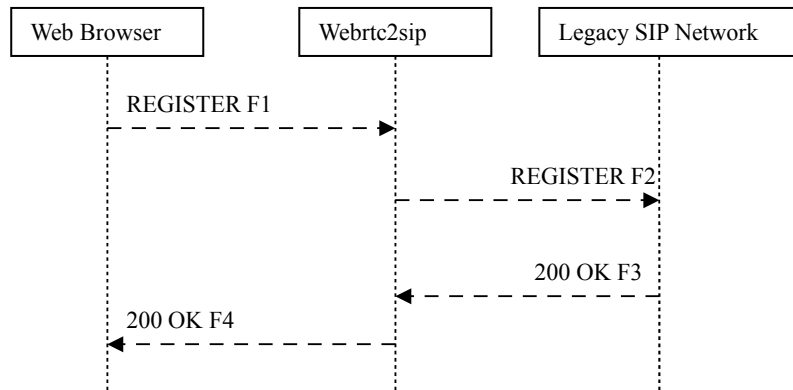 Web Browser
Webrtc2sip
Legacy SIP Network
REGISTER F1
REGISTER F2
200 OK F3
200 OK F4